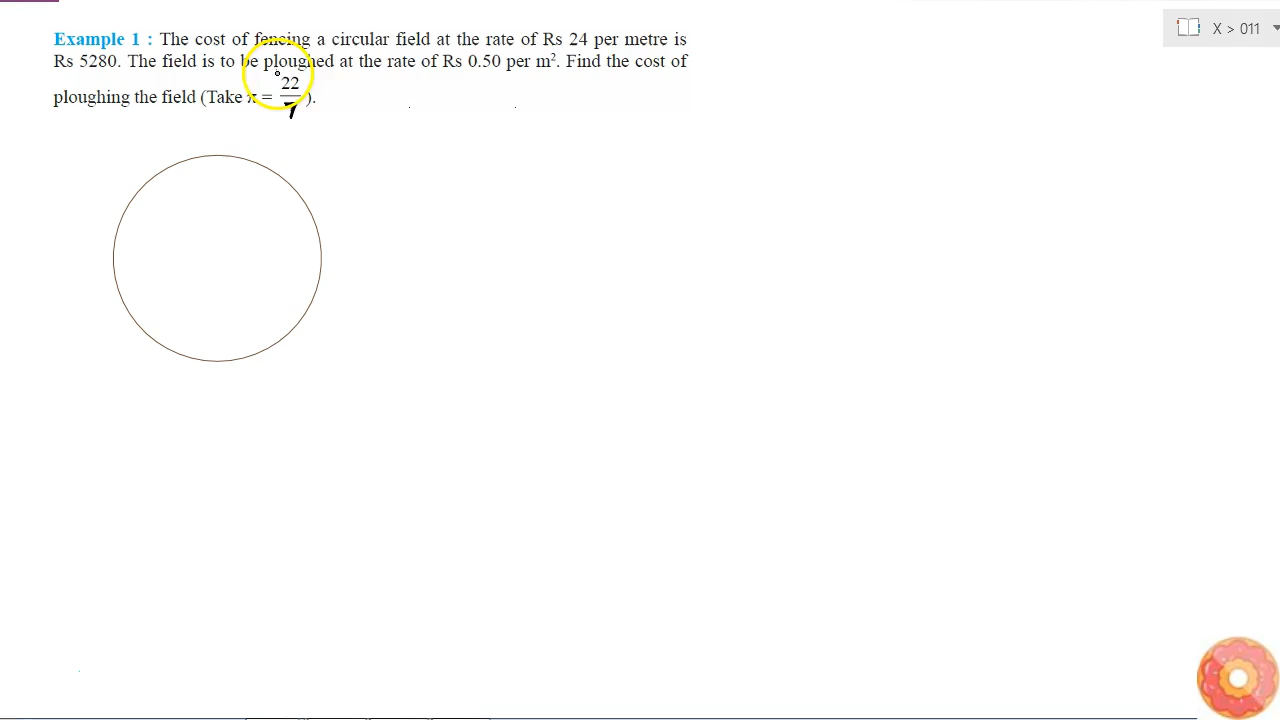 Example 1 : The cost of fencing a circular field at the rate of Rs 24 per metre is
Rs 5280. The field is to be ploughed at the rate of Rs 0.50 per m². Find the cost of
ploughing the field (Take π = 22/7).
X > 011